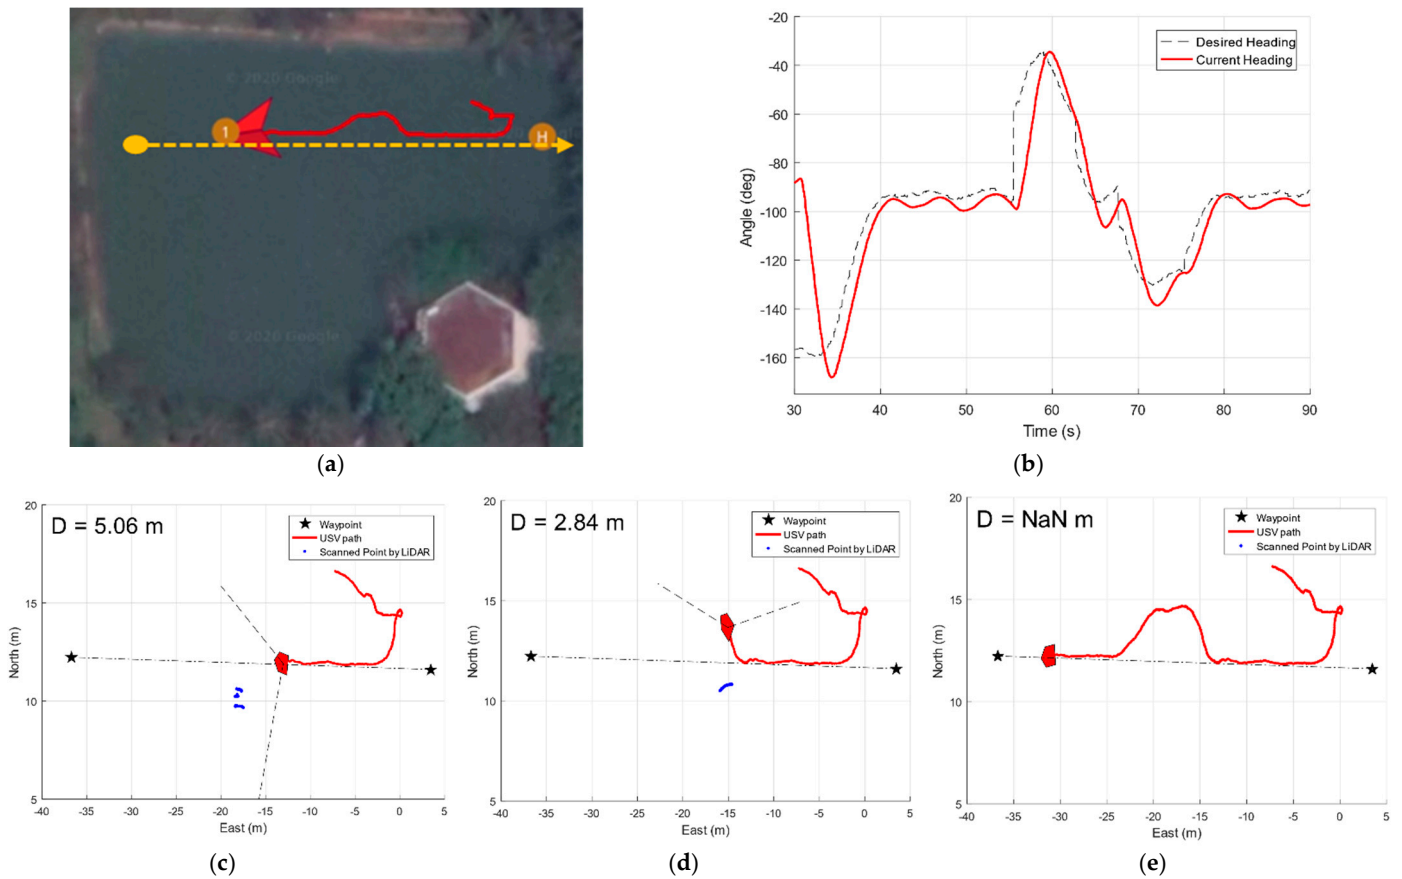 © 2020 Google
1
H
© 2020 Google
(a)
-20
-40
-60
-80
-100
-120
-140
-160
Angle (deg)
Desired Heading
Current Heading
30
40
50
60
70
80
90
Time (s)
(b)
D = 5.06 m
Waypoint
USV path
Scanned Point by LiDAR
20
15
10
5
North (m)
-40
-35
-30
-25
-20
-15
-10
-5
0
5
East (m)
(c)
D = 2.84 m
Waypoint
USV path
Scanned Point by LiDAR
20
15
10
5
North (m)
-40
-35
-30
-25
-20
-15
-10
-5
0
5
East (m)
(d)
D = NaN m
Waypoint
USV path
Scanned Point by LiDAR
20
15
10
5
North (m)
-40
-35
-30
-25
-20
-15
-10
-5
0
5
East (m)
(e)